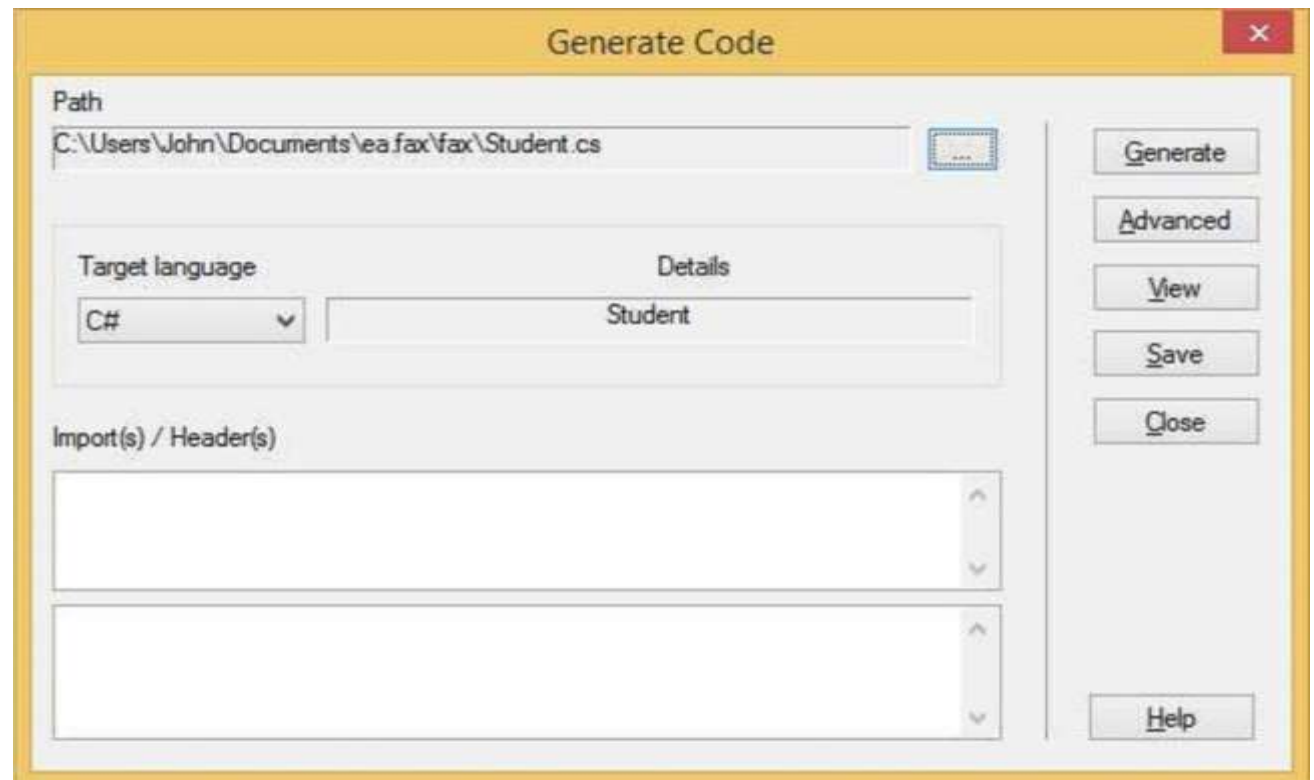 Generate Code
Path
C:\Users\John\Documents\ea.fax\fax\Student.cs
...
Generate
Advanced
Target language
Details
View
C#
Student
Save
Close
Import(s) / Header(s)
Help